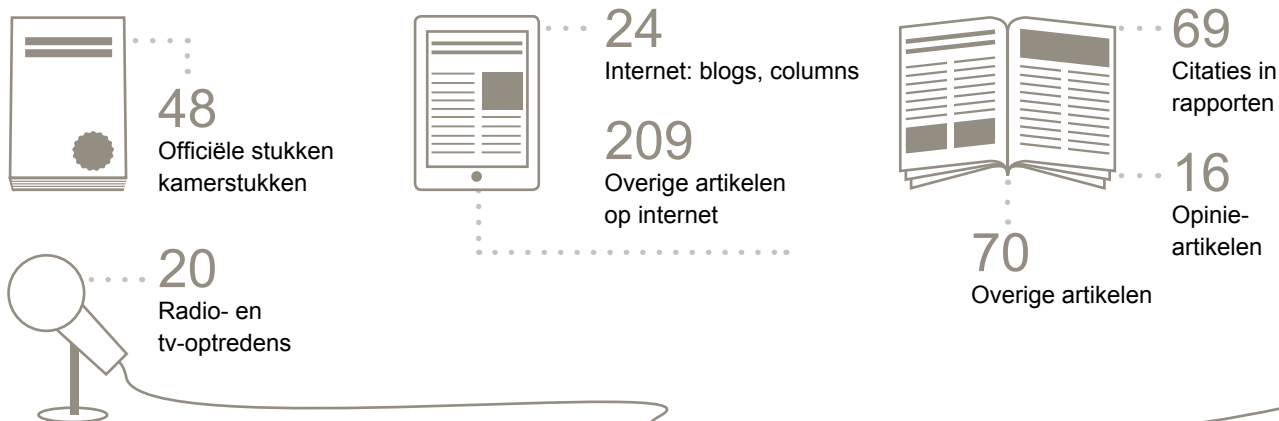 48
Officiële stukken
kamerstukken
24
Internet: blogs, columns
209
Overige artikelen
op internet
69
Citaties in
rapporten
16
Opinie-
artikelen
70
Overige artikelen
20
Radio- en
tv-optredens